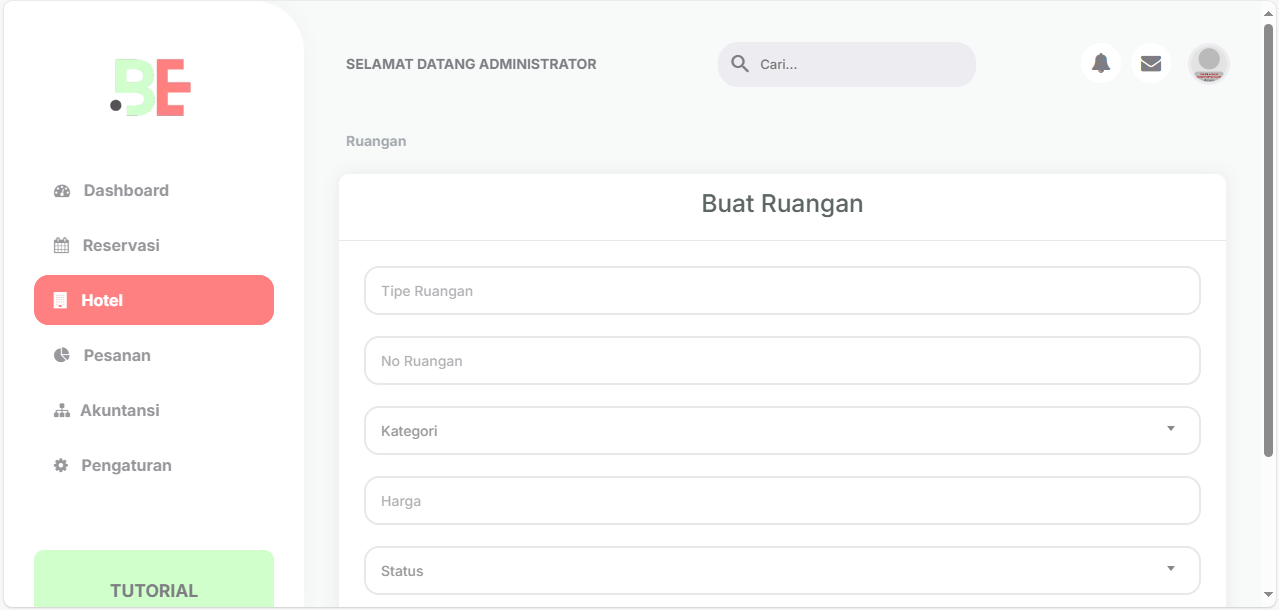 .BE
SELAMAT DATANG ADMINISTRATOR
Cari...
Dashboard
Reservasi
Hotel
Pesanan
Akuntansi
Pengaturan
TUTORIAL
Ruangan
Buat Ruangan
Tipe Ruangan
No Ruangan
Kategori
Harga
Status